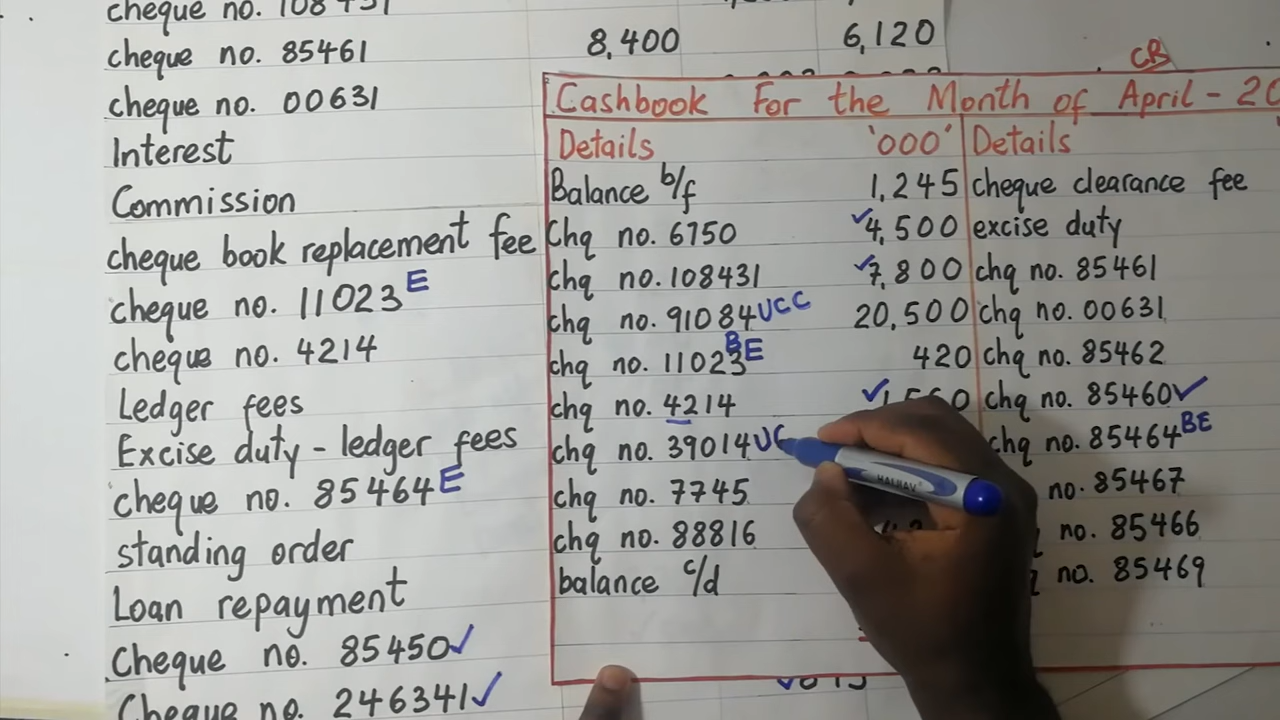 cheque no. 108431
cheque no. 85461 8,400 6,120
cheque no. 00631
Interest
Commission
cheque book replacement fee
cheque no. 11023 E
cheque no. 4214
Ledger fees
Excise duty - ledger fees
cheque no. 85464 E
standing order
Loan repayment
Cheque no. 85450 ✓
Cheque no. 246341 ✓
CB
Cashbook For the Month of April - 20
Details '000' Details
Balance b/f 1,245 cheque clearance fee
Chq no. 6750 ✓4,500 excise duty
chq no. 108431 ✓7,800 chq no. 85461
chq no. 91084 UCC 20,500 chq no. 00631
chq no. 11023 BE 420 chq no. 85462
chq no. 4214 ✓ chq no. 85460 ✓
chq no. 39014 UC chq no. 85464 BE
chq no. 7745 no. 85467
chq no. 88816 no. 85466
balance c/d no. 85469